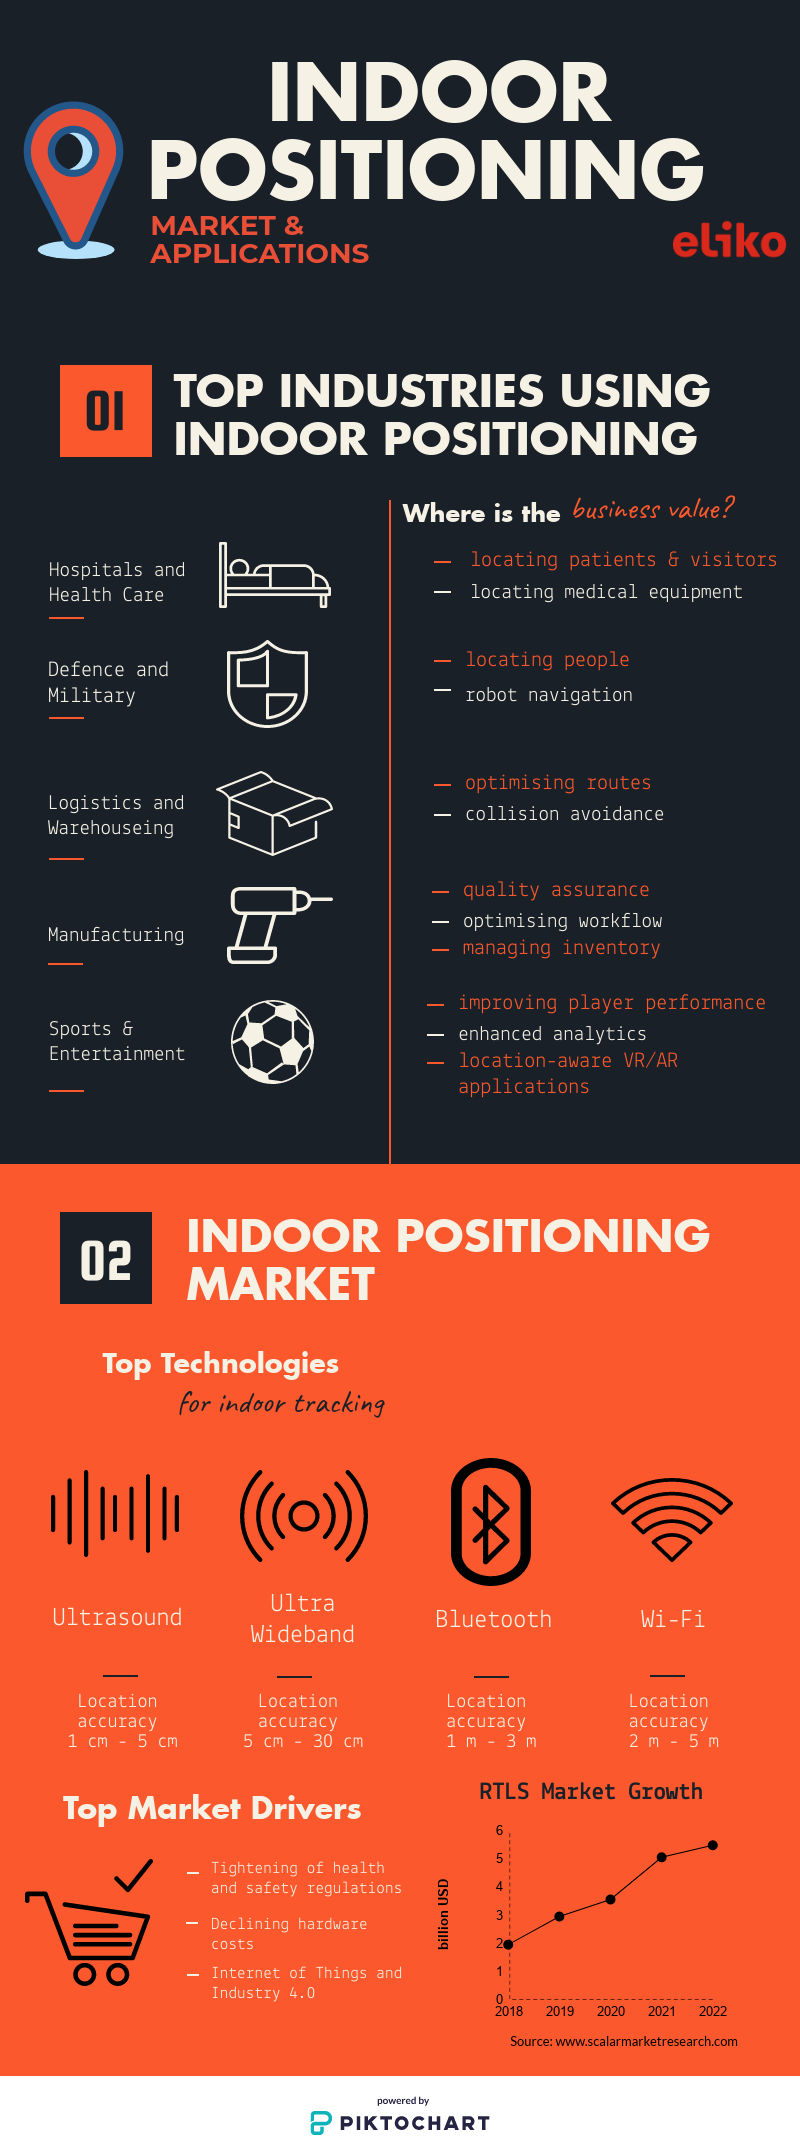 INDOOR
POSITIONING
MARKET &
APPLICATIONS
eliko
01
TOP INDUSTRIES USING
INDOOR POSITIONING
Where is the business value?
Hospitals and
Health Care
locating patients & visitors
locating medical equipment
Defence and
Military
locating people
robot navigation
Logistics and
Warehouseing
optimising routes
collision avoidance
Manufacturing
quality assurance
optimising workflow
managing inventory
Sports &
Entertainment
improving player performance
enhanced analytics
location-aware VR/AR
applications
02
INDOOR POSITIONING
MARKET
Top Technologies
for indoor tracking
Ultrasound
Location
accuracy
1 cm - 5 cm
Ultra
Wideband
Location
accuracy
5 cm - 30 cm
Bluetooth
Location
accuracy
1 m - 3 m
Wi-Fi
Location
accuracy
2 m - 5 m
Top Market Drivers
Tightening of health
and safety regulations
Declining hardware
costs
Internet of Things and
Industry 4.0
RTLS Market Growth
billion USD
6
5
4
3
2
1
0
2018 2019 2020 2021 2022
Source: www.scalarmarketresearch.com
powered by
PIKTOCHART